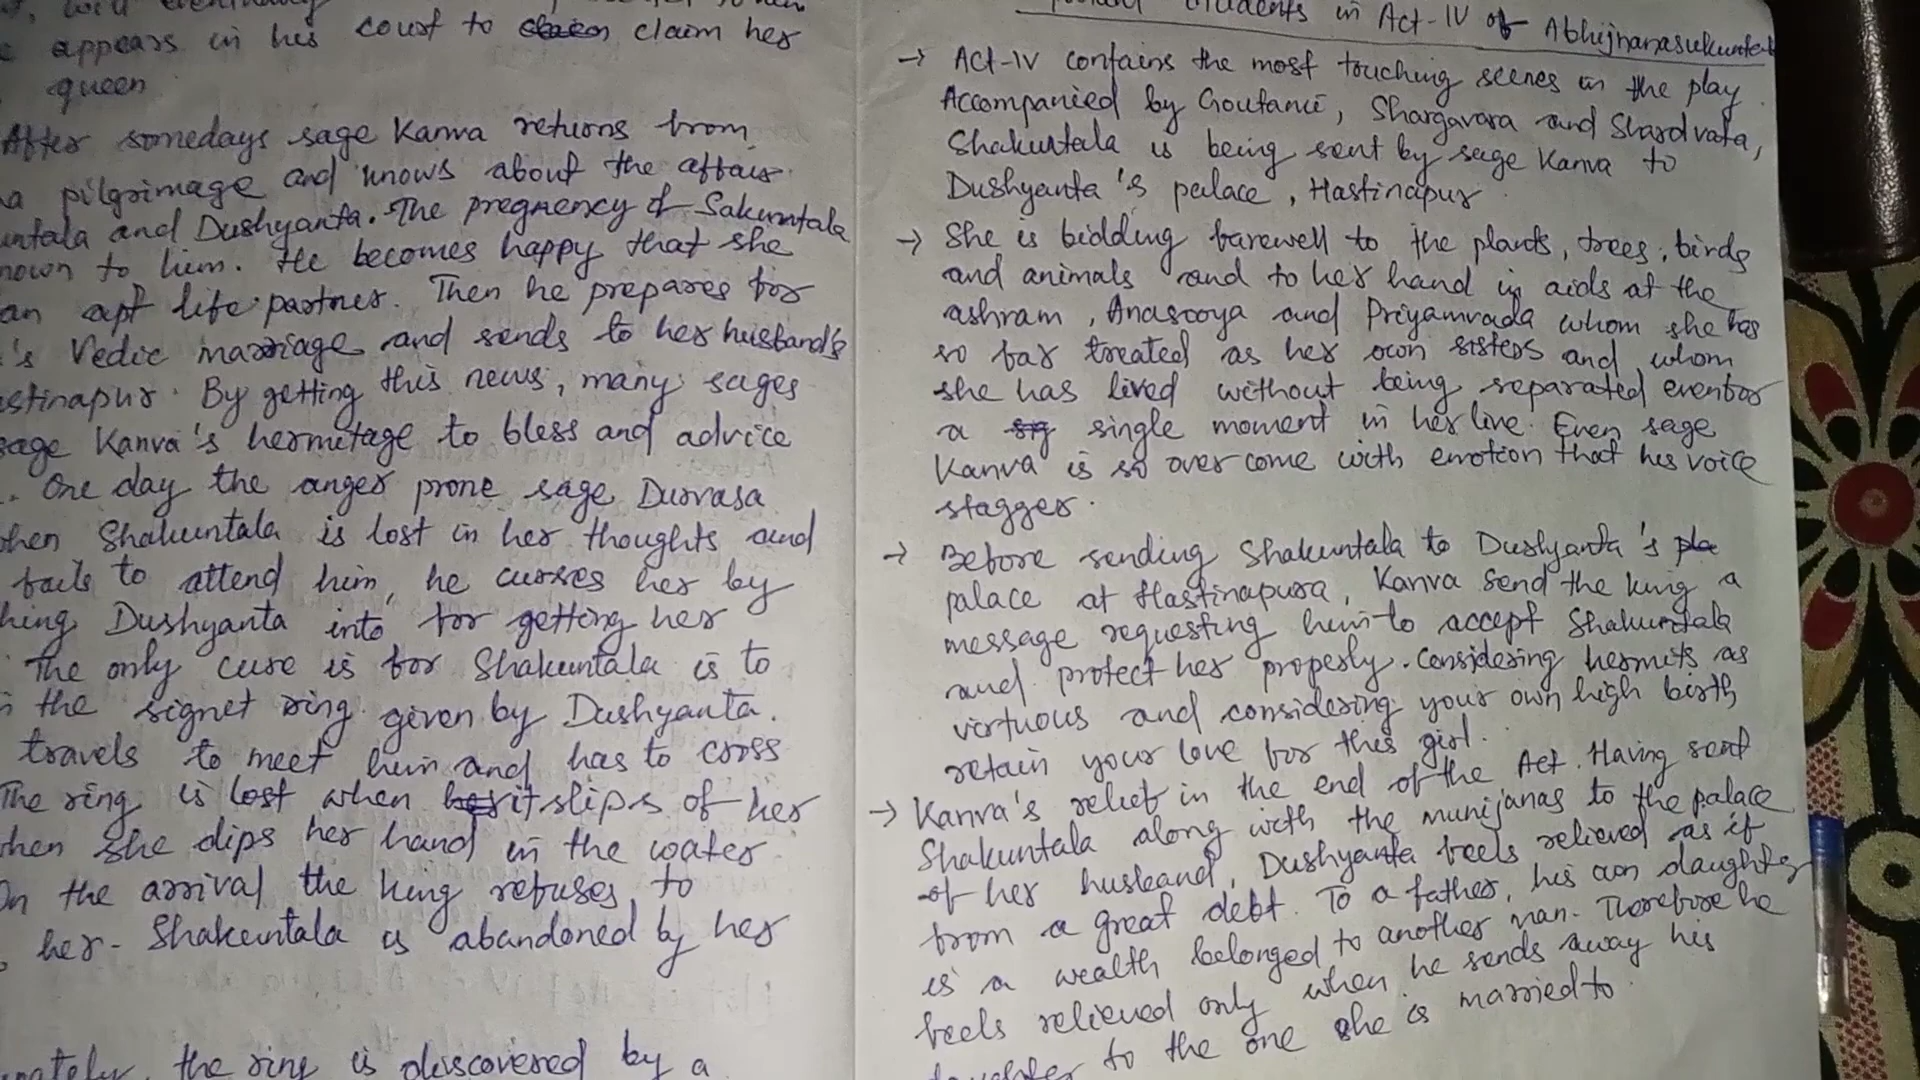 appears in his court to claim her
queen
After somedays sage Kanva returns from
a pilgrimage and knows about the affair
untala and Dushyanta. The pregnency of Sakuntala
nown to him. He becomes happy that she
an apt life partner. Then he prepares for
's Vedic marriage and sends to her husband's
stinapur. By getting this news, many sages
sage Kanva's hermitage to bless and advice
. One day the anger prone sage Durvasa
when Shakuntala is lost in her thoughts and
fails to attend him, he curses her by
hing Dushyanta into for getting her
The only cure is for Shakuntala is to
the signet ring given by Dushyanta.
travels to meet him and has to cross
The ring is lost when it slips of her
when she dips her hand in the water
On the arrival the king refuses to
her. Shakuntala is abandoned by her
nately, the ring is discovered by a
in Act-IV of Abhijnanasukuntal
→ Act-IV contains the most touching scenes in the play
Accompanied by Goutami, Shargavara and Shardvata,
Shakuntala is being sent by sage Kanva to
Dushyanta's palace, Hastinapur
→ She is bidding farewell to the plants, trees, birds
and animals and to her hand in aids at the
ashram, Anasooya and Priyamvada whom she has
so far treated as her own sisters and whom
she has lived without being separated evenfor
a single moment in her live. Even sage
Kanva is so over come with emotion that his voice
stagger.
→ Before sending Shakuntala to Dushyanta's
palace at Hastinapura, Kanva send the king a
message requesting him to accept Shakuntala
and protect her properly. Considering hermits as
virtuous and considering your own high birth
retain your love for this girl.
→ Kanva's relief in the end of the Act. Having sent
Shakuntala along with the munijanas to the palace
of her husband, Dushyanta feels relieved as if
from a great debt. To a father, his own daughter
is a wealth belonged to another man. Therefore he
feels relieved only when he sends away his
daughter to the one she is married to.